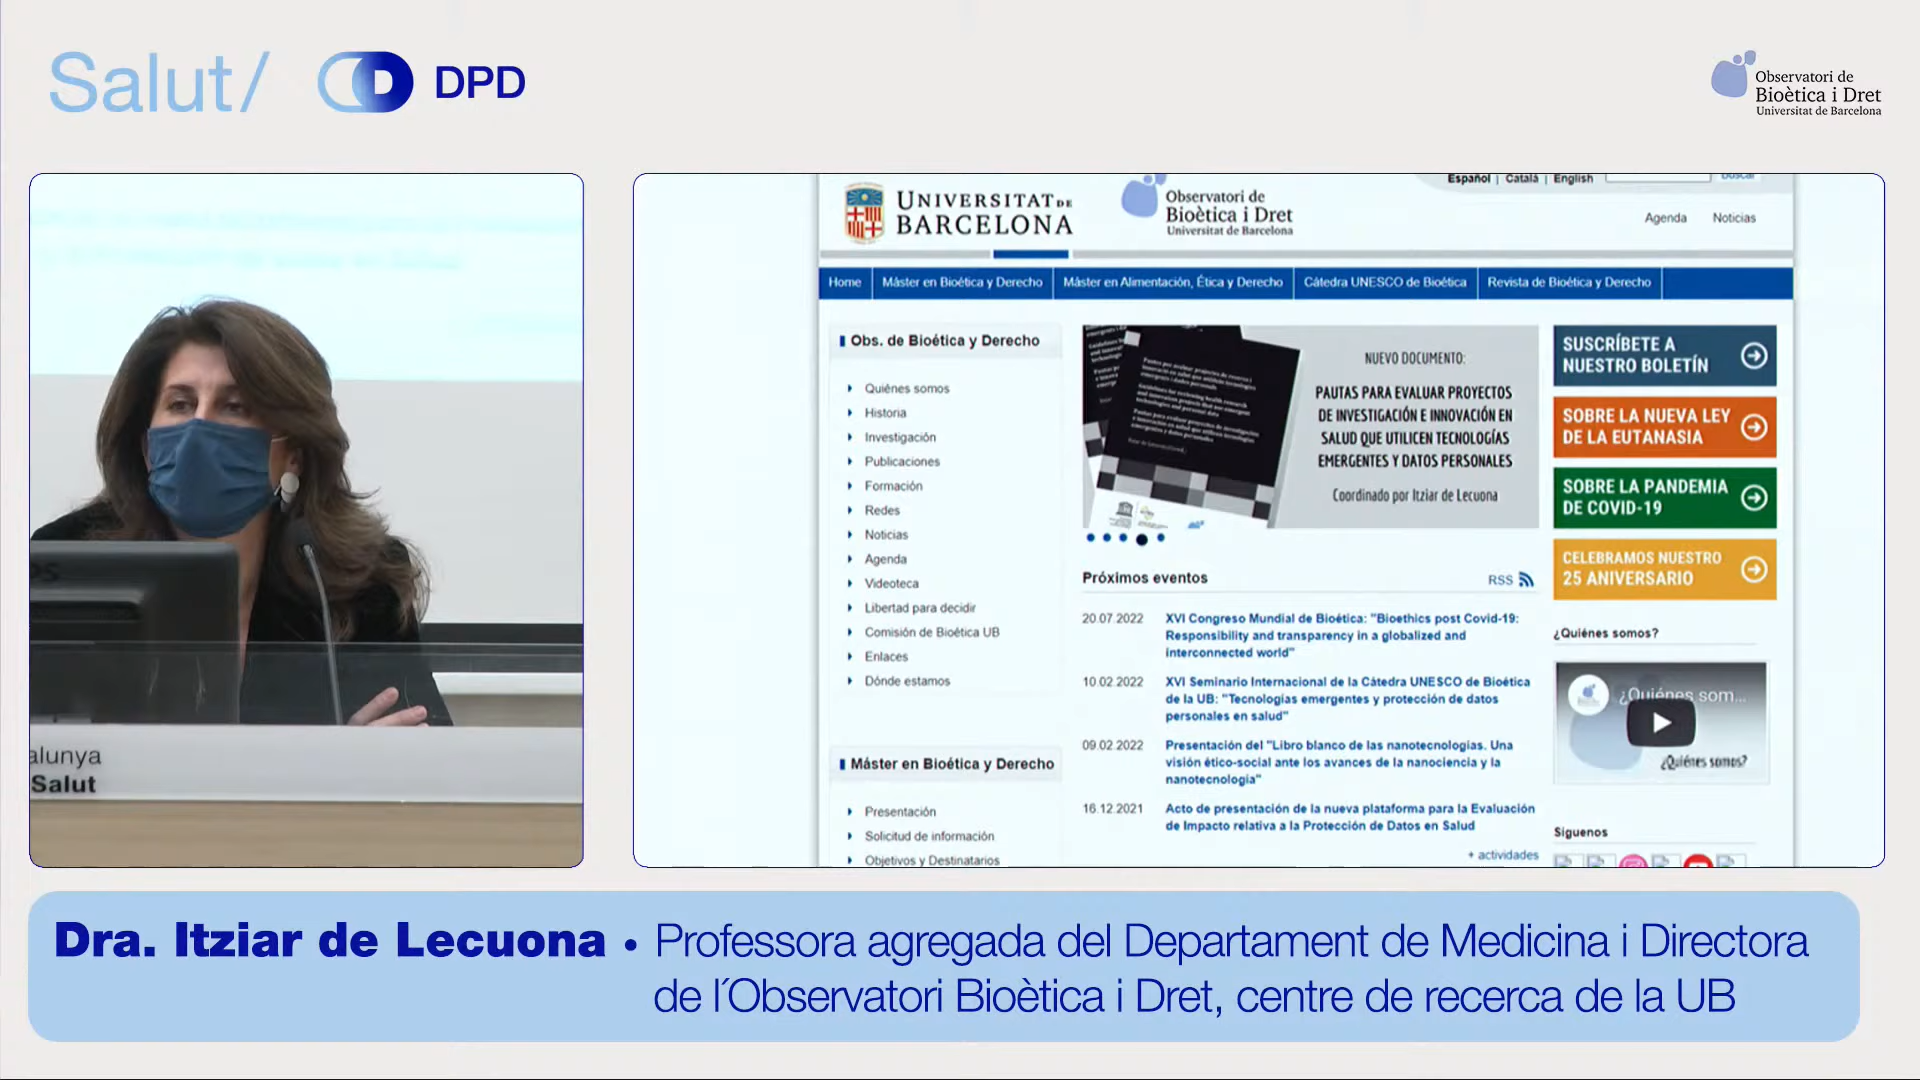 Salut/ DPD
Observatori de
Bioètica i Dret
Universitat de Barcelona
alunya
Salut
Español | Català | English
UNIVERSITAT DE
BARCELONA
Observatori de
Bioètica i Dret
Universitat de Barcelona
Agenda Noticias
Home Máster en Bioética y Derecho Máster en Alimentación, Ética y Derecho Cátedra UNESCO de Bioética Revista de Bioética y Derecho
Obs. de Bioética y Derecho
Quiénes somos
Historia
Investigación
Publicaciones
Formación
Redes
Noticias
Agenda
Videoteca
Libertad para decidir
Comisión de Bioética UB
Enlaces
Dónde estamos
Máster en Bioética y Derecho
Presentación
Solicitud de información
Objetivos y Destinatarios
NUEVO DOCUMENTO:
PAUTAS PARA EVALUAR PROYECTOS
DE INVESTIGACIÓN E INNOVACIÓN EN
SALUD QUE UTILICEN TECNOLOGÍAS
EMERGENTES Y DATOS PERSONALES
Coordinado por Itziar de Lecuona
Próximos eventos
RSS
20.07.2022 XVI Congreso Mundial de Bioética: "Bioethics post Covid-19:
Responsibility and transparency in a globalized and
interconnected world"
10.02.2022 XVI Seminario Internacional de la Cátedra UNESCO de Bioética
de la UB: "Tecnologías emergentes y protección de datos
personales en salud"
09.02.2022 Presentación del "Libro blanco de las nanotecnologías. Una
visión ético-social ante los avances de la nanociencia y la
nanotecnología"
16.12.2021 Acto de presentación de la nueva plataforma para la Evaluación
de Impacto relativa a la Protección de Datos en Salud
+ actividades
SUSCRÍBETE A
NUESTRO BOLETÍN
SOBRE LA NUEVA LEY
DE LA EUTANASIA
SOBRE LA PANDEMIA
DE COVID-19
CELEBRAMOS NUESTRO
25 ANIVERSARIO
¿Quiénes somos?
¿Quiénes som...
¿Quiénes somos?
Síguenos
Dra. Itziar de Lecuona • Professora agregada del Departament de Medicina i Directora
de l´Observatori Bioètica i Dret, centre de recerca de la UB